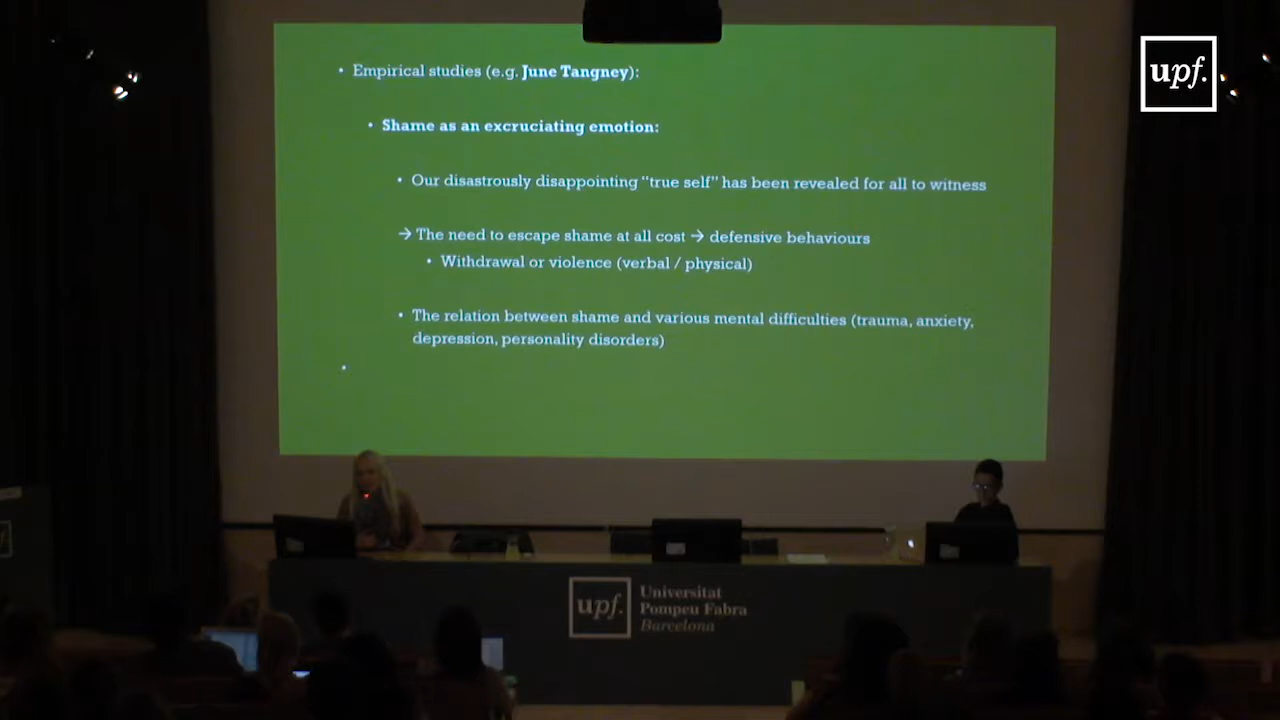 • Empirical studies (e.g. June Tangney):
• Shame as an excruciating emotion:
• Our disastrously disappointing “true self” has been revealed for all to witness
→ The need to escape shame at all cost → defensive behaviours
• Withdrawal or violence (verbal / physical)
• The relation between shame and various mental difficulties (trauma, anxiety,
depression, personality disorders)
•
upf.
upf.
Universitat
Pompeu Fabra
Barcelona